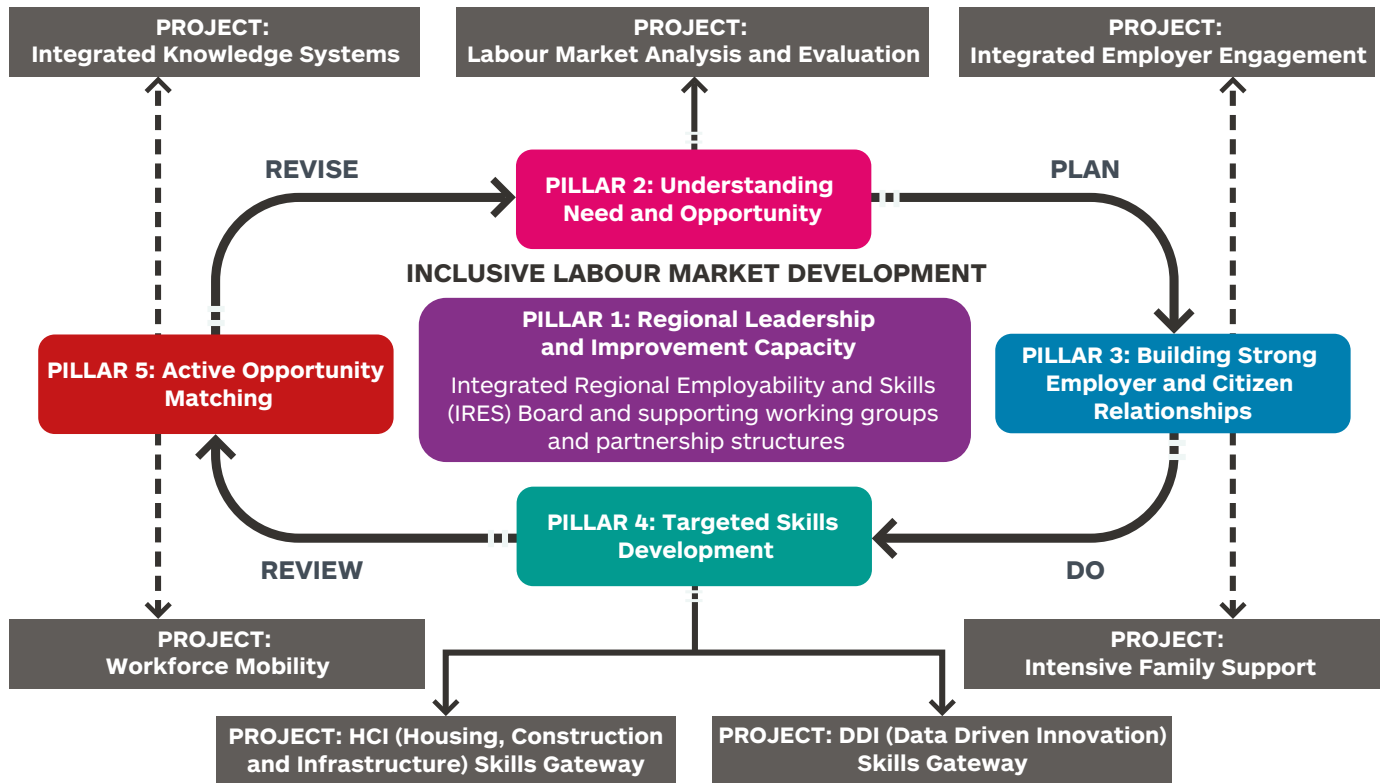 PROJECT:
Integrated Knowledge Systems
PROJECT:
Labour Market Analysis and Evaluation
PROJECT:
Integrated Employer Engagement
REVISE
PLAN
PILLAR 2: Understanding
Need and Opportunity
INCLUSIVE LABOUR MARKET DEVELOPMENT
PILLAR 1: Regional Leadership
and Improvement Capacity
Integrated Regional Employability and Skills
(IRES) Board and supporting working groups
and partnership structures
PILLAR 5: Active Opportunity
Matching
PILLAR 3: Building Strong
Employer and Citizen
Relationships
PILLAR 4: Targeted Skills
Development
REVIEW
DO
PROJECT:
Workforce Mobility
PROJECT:
Intensive Family Support
PROJECT: HCI (Housing, Construction
and Infrastructure) Skills Gateway
PROJECT: DDI (Data Driven Innovation)
Skills Gateway